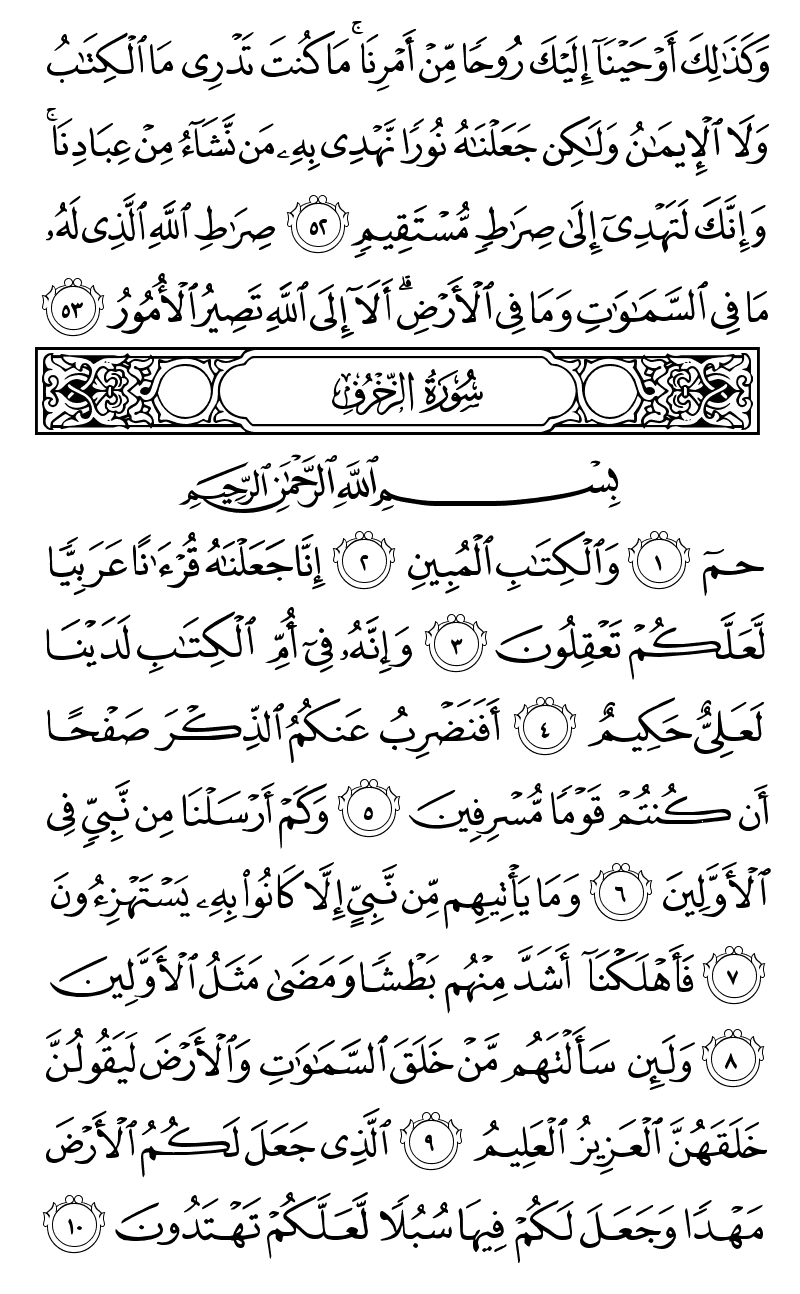 وَكَذَٰلِكَ أَوْحَيْنَآ إِلَيْكَ رُوحًا مِّنْ أَمْرِنَا ۚ مَا كُنتَ تَدْرِى مَا ٱلْكِتَٰبُ
وَلَا ٱلْإِيمَٰنُ وَلَٰكِن جَعَلْنَٰهُ نُورًا نَّهْدِى بِهِۦ مَن نَّشَآءُ مِنْ عِبَادِنَا ۚ
وَإِنَّكَ لَتَهْدِىٓ إِلَىٰ صِرَٰطٍ مُّسْتَقِيمٍ ٥٢ صِرَٰطِ ٱللَّهِ ٱلَّذِى لَهُۥ
مَا فِى ٱلسَّمَٰوَٰتِ وَمَا فِى ٱلْأَرْضِ ۗ أَلَآ إِلَى ٱللَّهِ تَصِيرُ ٱلْأُمُورُ ٥٣
سُورَةُ الزُّخْرُفِ
بِسْمِ ٱللَّهِ ٱلرَّحْمَٰنِ ٱلرَّحِيمِ
حمٓ ١ وَٱلْكِتَٰبِ ٱلْمُبِينِ ٢ إِنَّا جَعَلْنَٰهُ قُرْءَٰنًا عَرَبِيًّا
لَّعَلَّكُمْ تَعْقِلُونَ ٣ وَإِنَّهُۥ فِىٓ أُمِّ ٱلْكِتَٰبِ لَدَيْنَا
لَعَلِىٌّ حَكِيمٌ ٤ أَفَنَضْرِبُ عَنكُمُ ٱلذِّكْرَ صَفْحًا
أَن كُنتُمْ قَوْمًا مُّسْرِفِينَ ٥ وَكَمْ أَرْسَلْنَا مِن نَّبِىٍّ فِى
ٱلْأَوَّلِينَ ٦ وَمَا يَأْتِيهِم مِّن نَّبِىٍّ إِلَّا كَانُوا۟ بِهِۦ يَسْتَهْزِءُونَ
٧ فَأَهْلَكْنَآ أَشَدَّ مِنْهُم بَطْشًا وَمَضَىٰ مَثَلُ ٱلْأَوَّلِينَ
٨ وَلَئِن سَأَلْتَهُم مَّنْ خَلَقَ ٱلسَّمَٰوَٰتِ وَٱلْأَرْضَ لَيَقُولُنَّ
خَلَقَهُنَّ ٱلْعَزِيزُ ٱلْعَلِيمُ ٩ ٱلَّذِى جَعَلَ لَكُمُ ٱلْأَرْضَ
مَهْدًا وَجَعَلَ لَكُمْ فِيهَا سُبُلًا لَّعَلَّكُمْ تَهْتَدُونَ ١٠